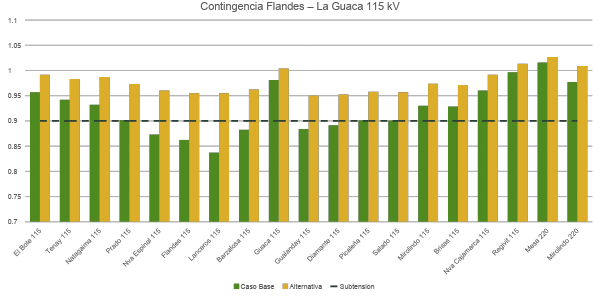 Contingencia Flandes – La Guaca 115 kV
1.1
1.05
1
0.95
0.9
0.85
0.8
0.75
0.7
El Bote 115
Tenay 115
Natagaima 115
Prado 115
Nva Espinal 115
Flandes 115
Lanceros 115
Barzalosa 115
Guaca 115
Gualanday 115
Diamante 115
Picaleña 115
Salado 115
Mirolindo 115
Brisas 115
Nva Cajamarca 115
Regivit 115
Mesa 220
Mirolindo 220
Caso Base
Alternativa
Subtension